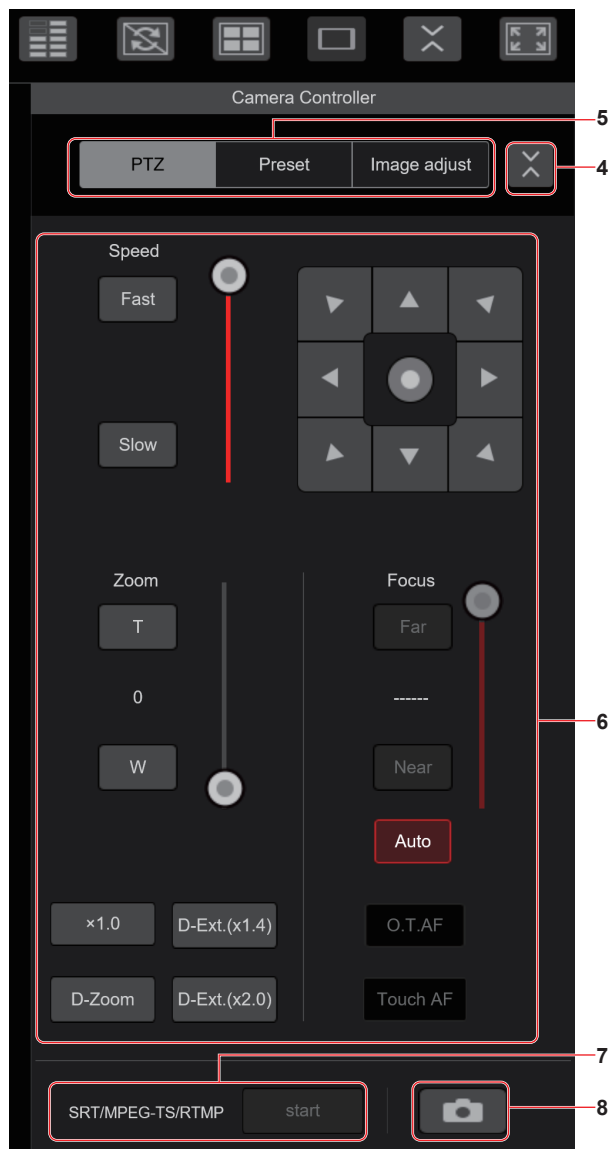 Camera Controller
5
PTZ Preset Image adjust
4
Speed
Fast
Slow
Zoom Focus
T Far
0 ------
6
W Near
Auto
×1.0 D-Ext.(x1.4) O.T.AF
D-Zoom D-Ext.(x2.0) Touch AF
7
SRT/MPEG-TS/RTMP start
8